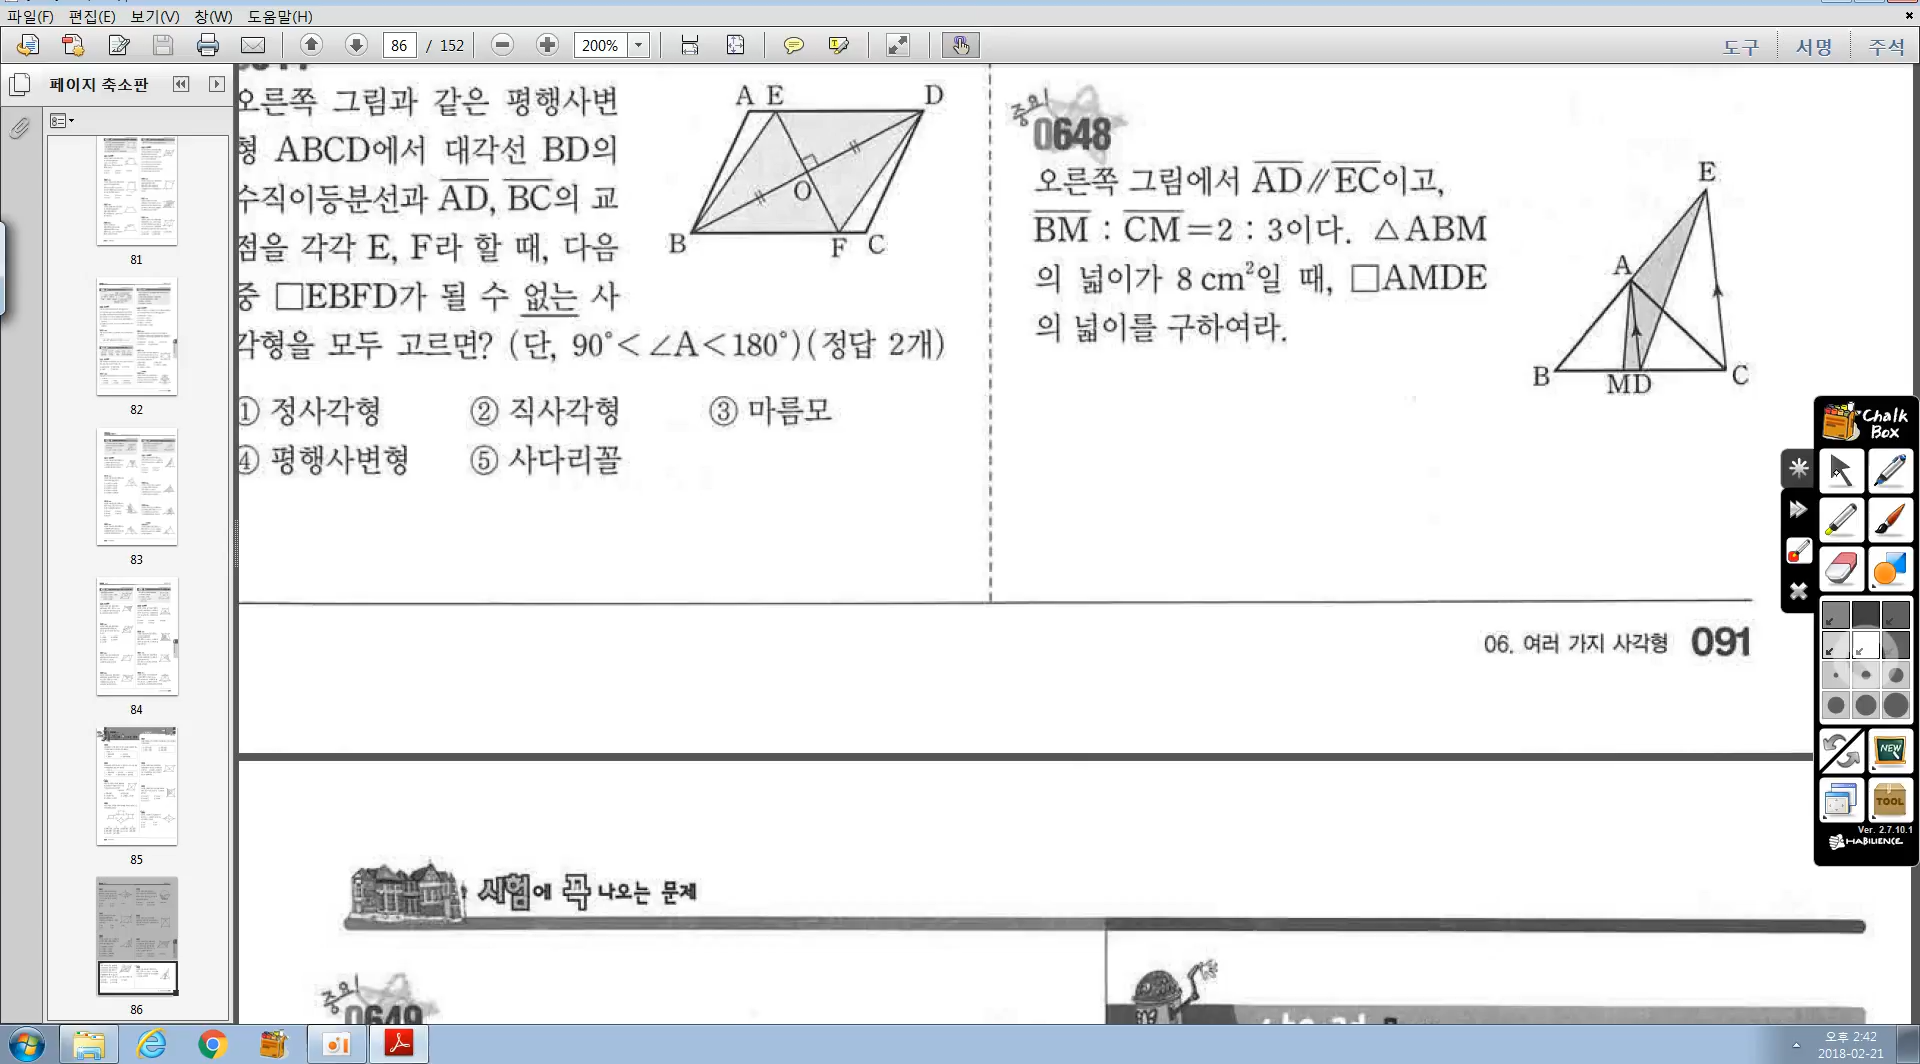 파일(F) 편집(E) 보기(V) 창(W) 도움말(H)
86 / 152
200%
도구 서명 주석
페이지 축소판
81
82
83
84
85
86
오른쪽 그림과 같은 평행사변
형 ABCD에서 대각선 BD의
수직이등분선과 AD, BC의 교
점을 각각 E, F라 할 때, 다음
중 □EBFD가 될 수 없는 사
각형을 모두 고르면? (단, 90°<∠A<180°)(정답 2개)
① 정사각형 ② 직사각형 ③ 마름모
④ 평행사변형 ⑤ 사다리꼴
A E D
O
B F C
중요!
0648
오른쪽 그림에서 AD∥EC이고,
BM : CM=2 : 3이다. △ABM
의 넓이가 8 cm²일 때, □AMDE
의 넓이를 구하여라.
E
A
B M D C
06. 여러 가지 사각형 091
시험에 꼭 나오는 문제
중요!
0649
Chalk Box
NEW
TOOL
Ver. 2.7.10.1
HABILIENCE
오후 2:42
2018-02-21